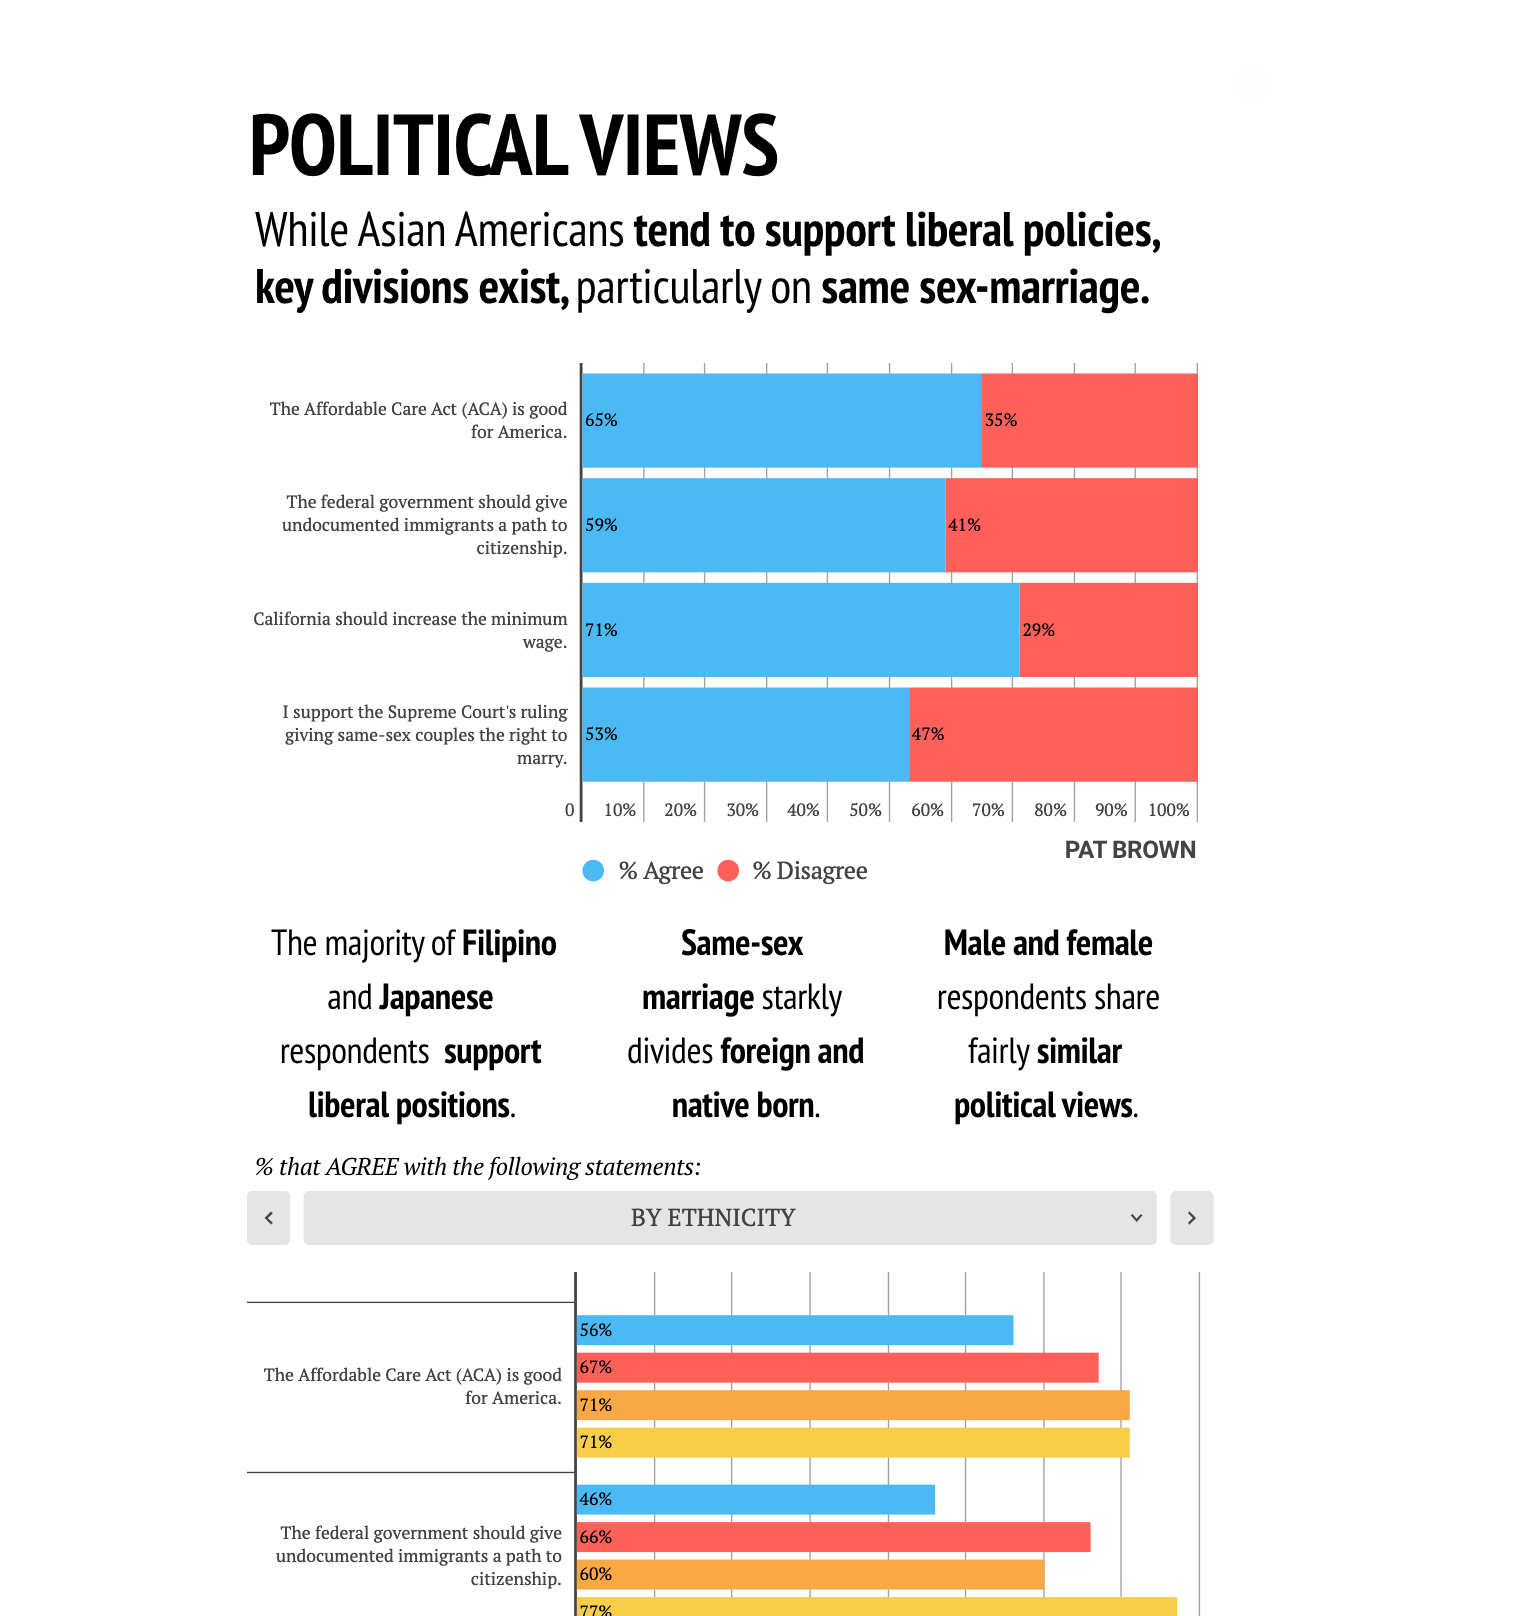 POLITICAL VIEWS
While Asian Americans tend to support liberal policies,
key divisions exist, particularly on same sex-marriage.
The Affordable Care Act (ACA) is good
for America.
65%
35%
The federal government should give
undocumented immigrants a path to
citizenship.
59%
41%
California should increase the minimum
wage.
71%
29%
I support the Supreme Court's ruling
giving same-sex couples the right to
marry.
53%
47%
0 10% 20% 30% 40% 50% 60% 70% 80% 90% 100%
PAT BROWN
% Agree % Disagree
The majority of Filipino
and Japanese
respondents support
liberal positions.
Same-sex
marriage starkly
divides foreign and
native born.
Male and female
respondents share
fairly similar
political views.
% that AGREE with the following statements:
BY ETHNICITY
The Affordable Care Act (ACA) is good
for America.
56%
67%
71%
71%
The federal government should give
undocumented immigrants a path to
citizenship.
46%
66%
60%
77%